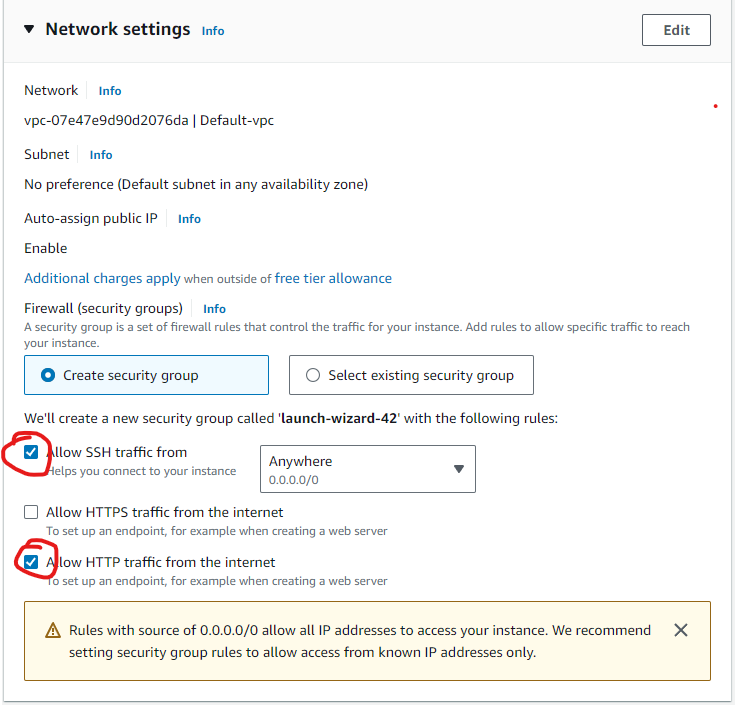 Network settings Info
Edit
Network Info
vpc-07e47e9d90d2076da | Default-vpc
Subnet Info
No preference (Default subnet in any availability zone)
Auto-assign public IP Info
Enable
Additional charges apply when outside of free tier allowance
Firewall (security groups) Info
A security group is a set of firewall rules that control the traffic for your instance. Add rules to allow specific traffic to reach
your instance.
Create security group
Select existing security group
We'll create a new security group called 'launch-wizard-42' with the following rules:
Allow SSH traffic from
Helps you connect to your instance
Anywhere
0.0.0.0/0
Allow HTTPS traffic from the internet
To set up an endpoint, for example when creating a web server
Allow HTTP traffic from the internet
To set up an endpoint, for example when creating a web server
Rules with source of 0.0.0.0/0 allow all IP addresses to access your instance. We recommend
setting security group rules to allow access from known IP addresses only.